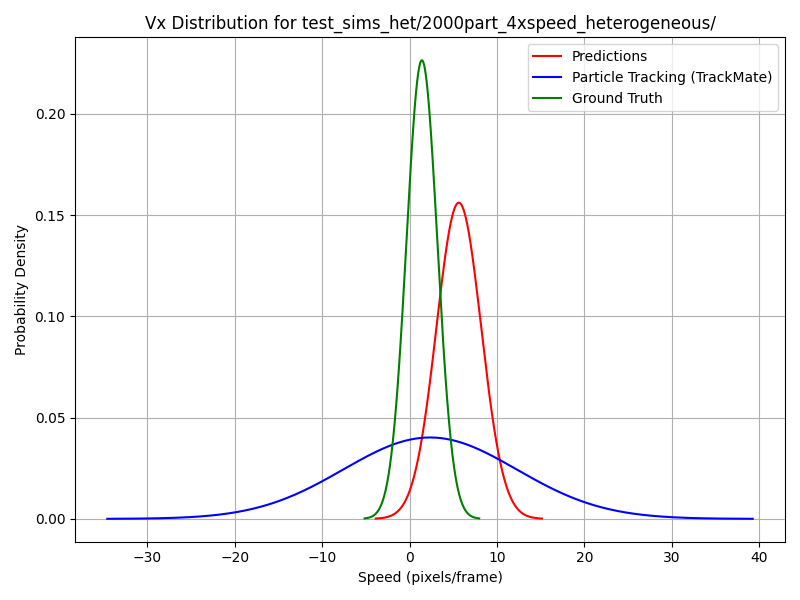 Vx Distribution for test_sims_het/2000part_4xspeed_heterogeneous/
Predictions
Particle Tracking (TrackMate)
Ground Truth
Probability Density
0.20
0.15
0.10
0.05
0.00
−30
−20
−10
0
10
20
30
40
Speed (pixels/frame)